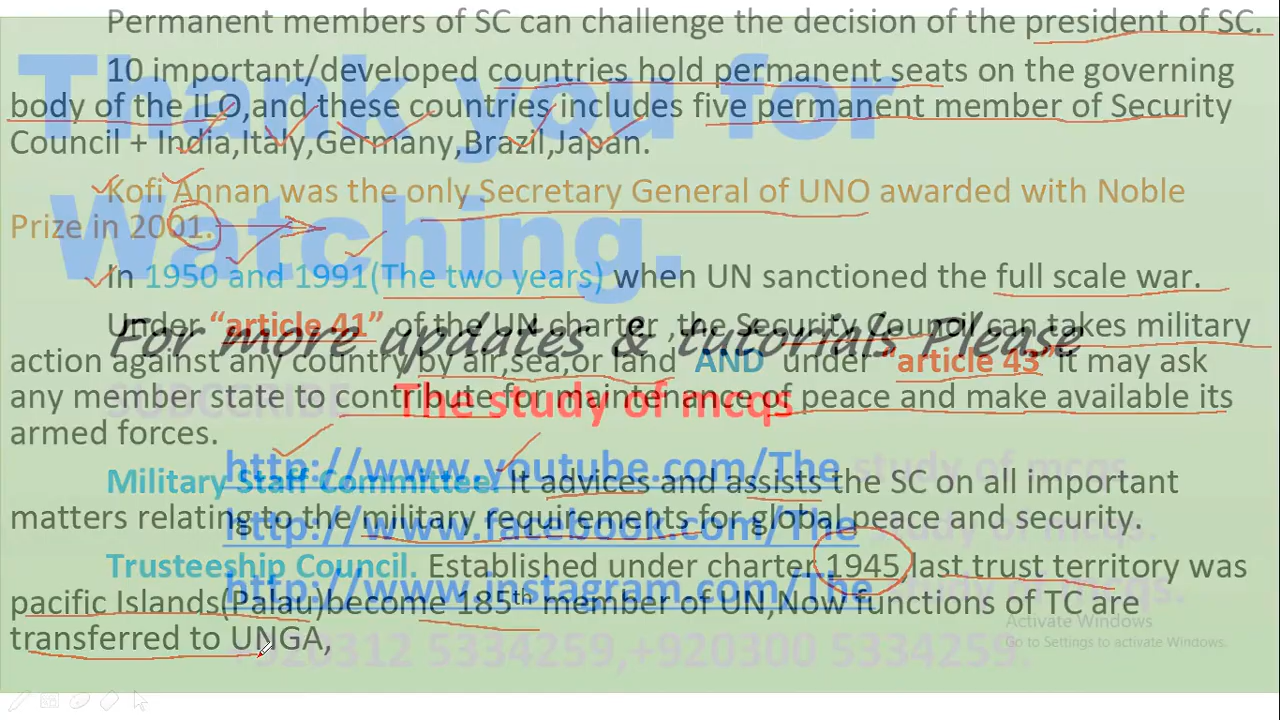 Permanent members of SC can challenge the decision of the president of SC.
10 important/developed countries hold permanent seats on the governing
body of the ILO,and these countries includes five permanent member of Security
Council + India,Italy,Germany,Brazil,Japan.
Kofi Annan was the only Secretary General of UNO awarded with Noble
Prize in 2001.
In 1950 and 1991(The two years) when UN sanctioned the full scale war.
Under “article 41” of the UN charter ,the Security Council can takes military
action against any country by air,sea,or land AND under “article 43” it may ask
any member state to contribute for maintenance of peace and make available its
armed forces.
Military Staff Committee. It advices and assists the SC on all important
matters relating to the military requirements for global peace and security.
Trusteeship Council. Established under charter 1945,last trust territory was
pacific Islands(Palau)become 185th member of UN,Now functions of TC are
transferred to UNGA,
Thank you for
Watching.
For more updates & tutorials Please
SUBSCRIBE The study of mcqs
http://www.youtube.com/The study of mcqs.
http://www.facebook.com/The study of mcqs.
http://www.instagram.com/The study of mcqs.
+920312 5334259,+920300 5334259.
Activate Windows
Go to Settings to activate Windows.